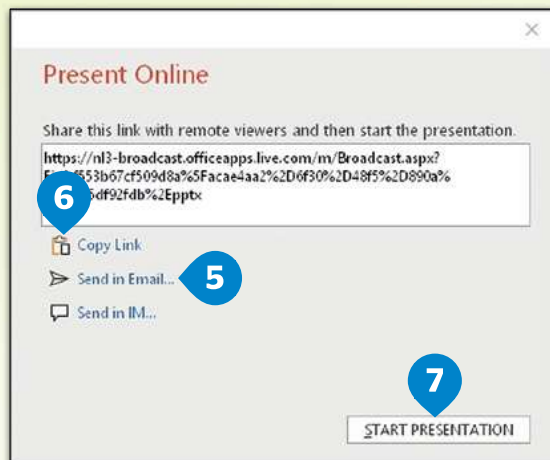 Present Online
Share this link with remote viewers and then start the presentation.
https://nl3-broadcast.officeapps.live.com/m/Broadcast.aspx?
553b67cf509d8a%5Facae4aa2%2D6f30%2D48f5%2D890a%
5df92fdb%2Epptx
6
Copy Link
Send in Email...
5
Send in IM...
7
START PRESENTATION